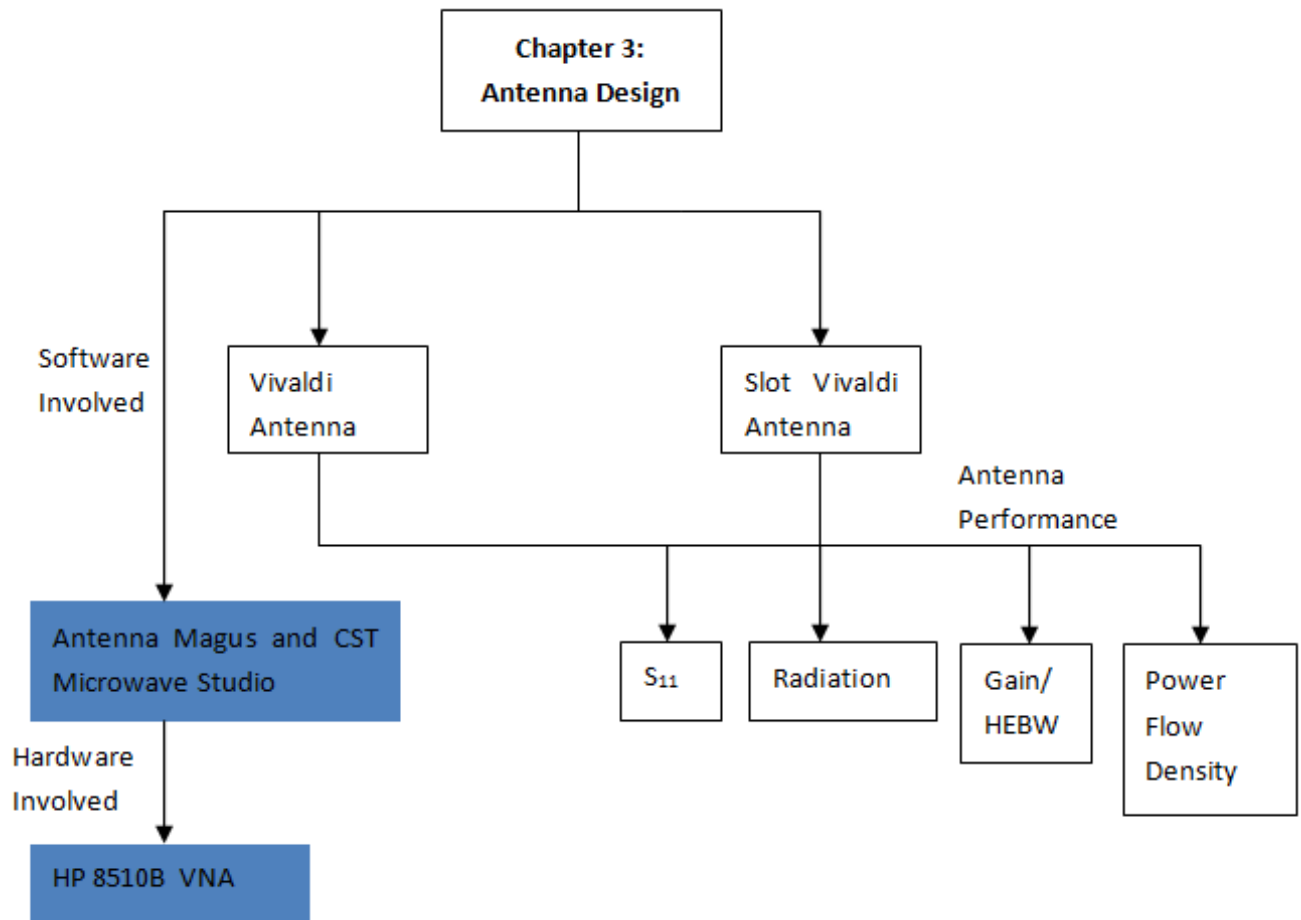 Chapter 3:
Antenna Design
Software
Involved
Vivaldi
Antenna
Slot Vivaldi
Antenna
Antenna
Performance
Antenna Magus and CST
Microwave Studio
S₁₁
Radiation
Gain/
HEBW
Power
Flow
Density
Hardware
Involved
HP 8510B VNA